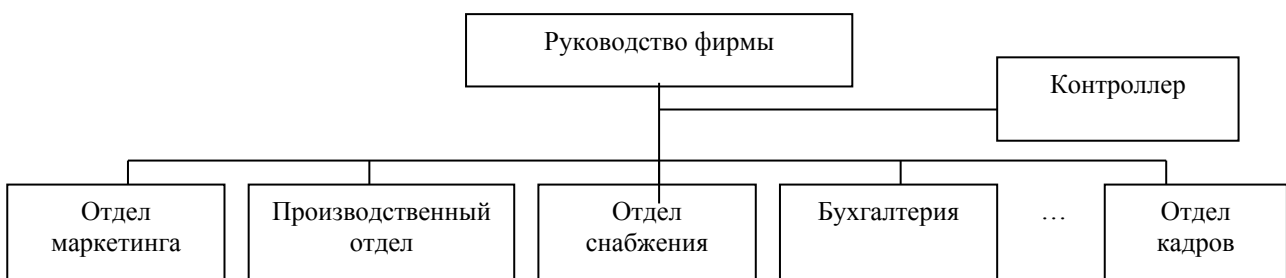 Руководство фирмы
Контроллер
Отдел
маркетинга
Производственный
отдел
Отдел
снабжения
Бухгалтерия
…
Отдел
кадров